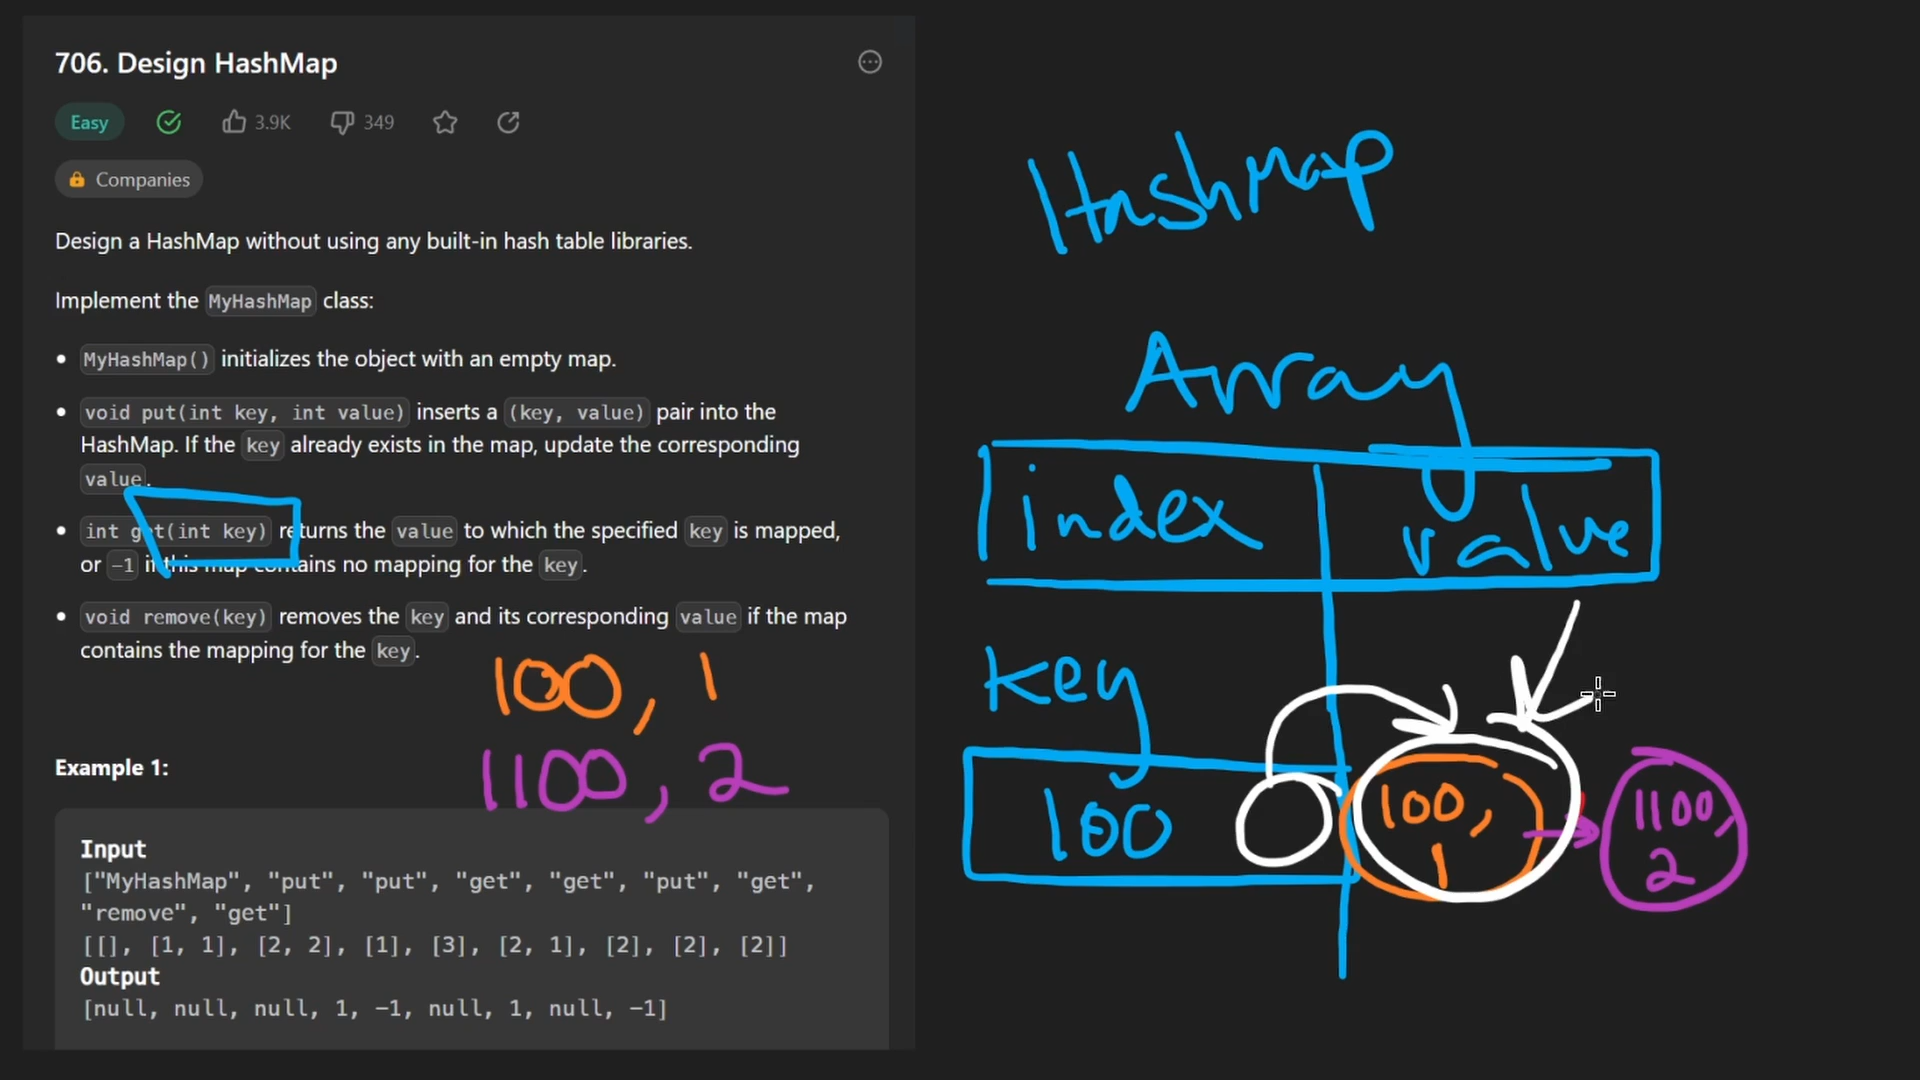 706. Design HashMap
Easy 3.9K 349
Companies
Design a HashMap without using any built-in hash table libraries.
Implement the MyHashMap class:
• MyHashMap() initializes the object with an empty map.
• void put(int key, int value) inserts a (key, value) pair into the
HashMap. If the key already exists in the map, update the corresponding
value.
• int get(int key) returns the value to which the specified key is mapped,
or -1 if this map contains no mapping for the key.
• void remove(key) removes the key and its corresponding value if the map
contains the mapping for the key.
100, 1
1100, 2
Example 1:
Input
["MyHashMap", "put", "put", "get", "get", "put", "get",
"remove", "get"]
[[], [1, 1], [2, 2], [1], [3], [2, 1], [2], [2], [2]]
Output
[null, null, null, 1, -1, null, 1, null, -1]
HashMap
Array
index value
key
100
100,
1
1100,
2